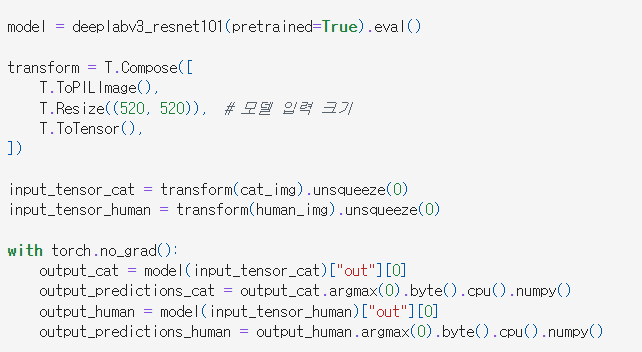 model = deeplabv3_resnet101(pretrained=True).eval()
transform = T.Compose([
    T.ToPILImage(),
    T.Resize((520, 520)),  # 모델 입력 크기
    T.ToTensor(),
])
input_tensor_cat = transform(cat_img).unsqueeze(0)
input_tensor_human = transform(human_img).unsqueeze(0)
with torch.no_grad():
    output_cat = model(input_tensor_cat)["out"][0]
    output_predictions_cat = output_cat.argmax(0).byte().cpu().numpy()
    output_human = model(input_tensor_human)["out"][0]
    output_predictions_human = output_human.argmax(0).byte().cpu().numpy()